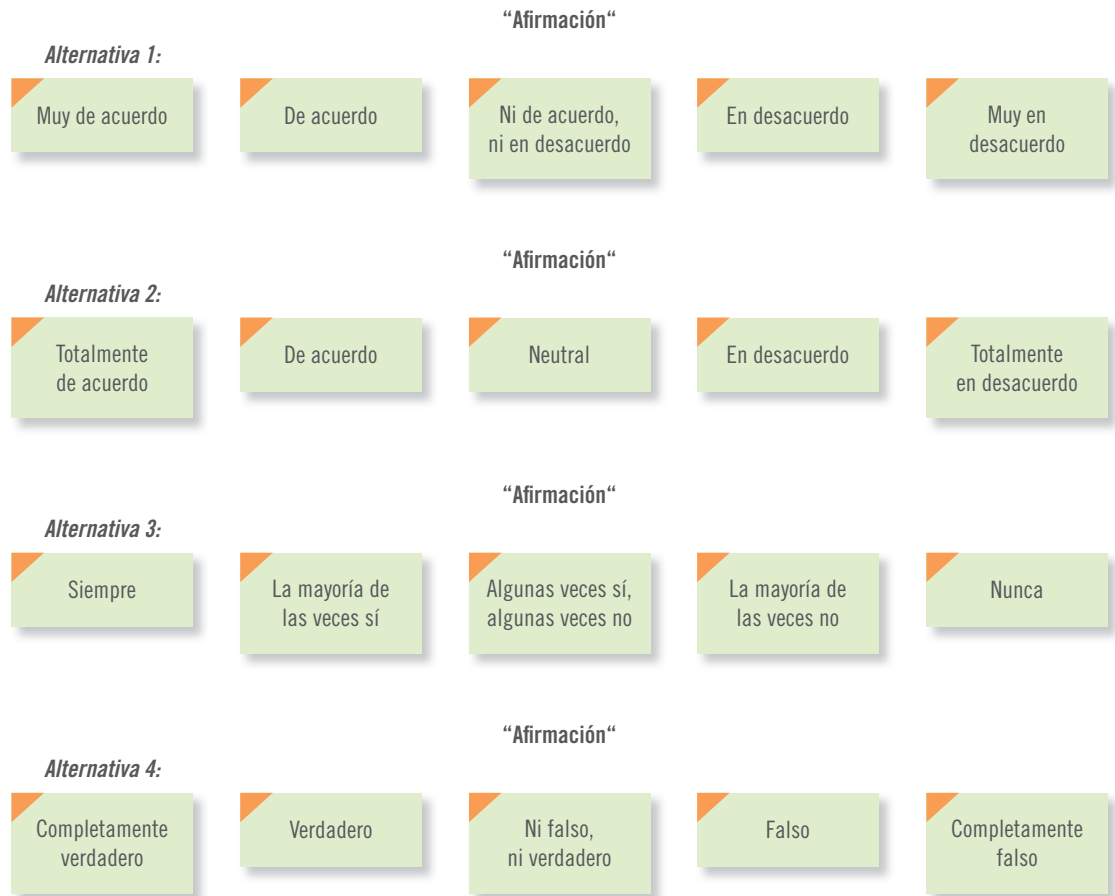 “Afirmación“
Alternativa 1:
Muy de acuerdo
De acuerdo
Ni de acuerdo,
ni en desacuerdo
En desacuerdo
Muy en
desacuerdo
“Afirmación“
Alternativa 2:
Totalmente
de acuerdo
De acuerdo
Neutral
En desacuerdo
Totalmente
en desacuerdo
“Afirmación“
Alternativa 3:
Siempre
La mayoría de
las veces sí
Algunas veces sí,
algunas veces no
La mayoría de
las veces no
Nunca
“Afirmación“
Alternativa 4:
Completamente
verdadero
Verdadero
Ni falso,
ni verdadero
Falso
Completamente
falso